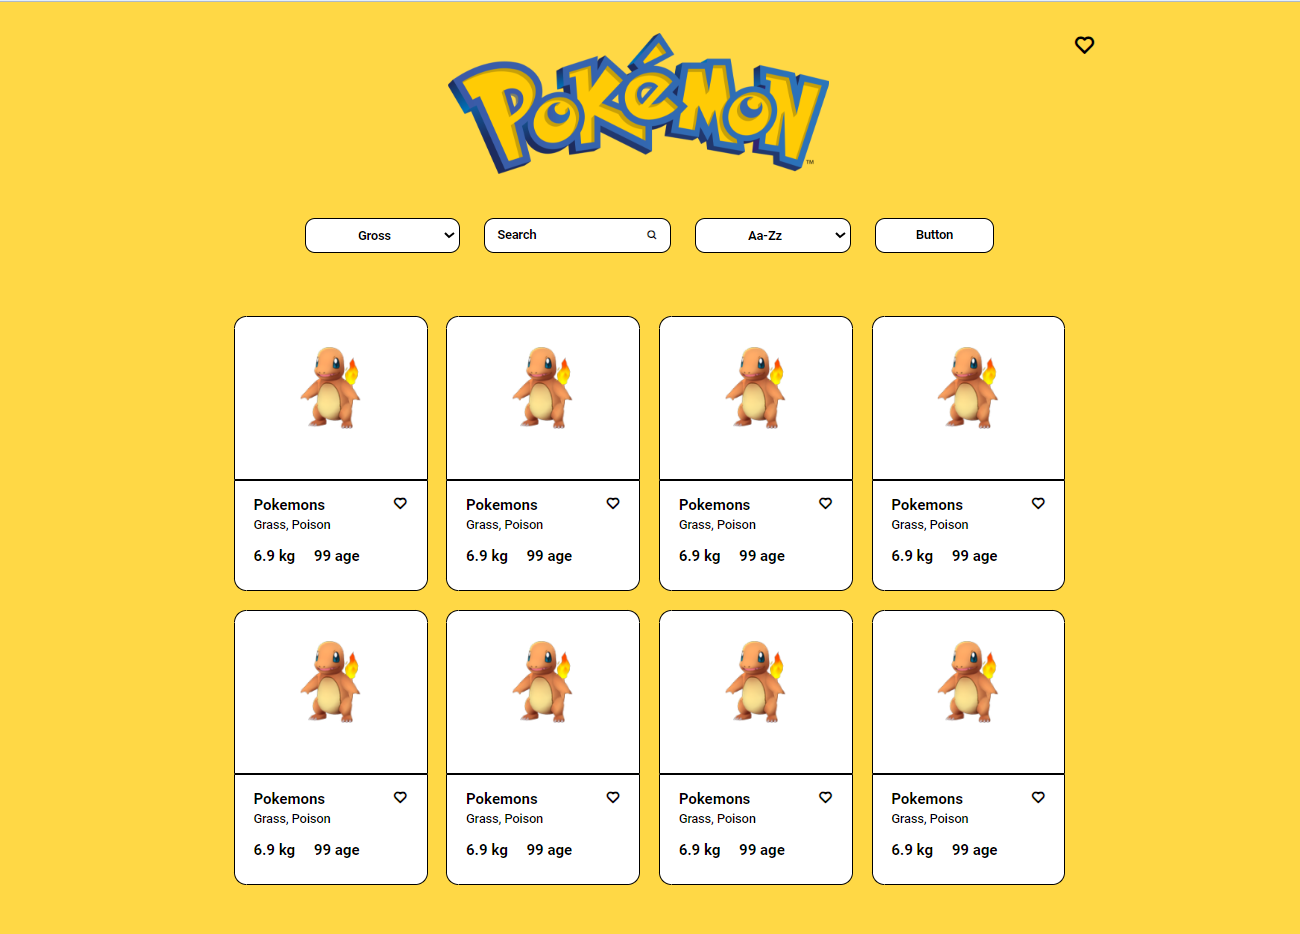 POKéMON
™
Gross
Search
Aa-Zz
Button
Pokemons
Grass, Poison
6.9 kg 99 age
Pokemons
Grass, Poison
6.9 kg 99 age
Pokemons
Grass, Poison
6.9 kg 99 age
Pokemons
Grass, Poison
6.9 kg 99 age
Pokemons
Grass, Poison
6.9 kg 99 age
Pokemons
Grass, Poison
6.9 kg 99 age
Pokemons
Grass, Poison
6.9 kg 99 age
Pokemons
Grass, Poison
6.9 kg 99 age